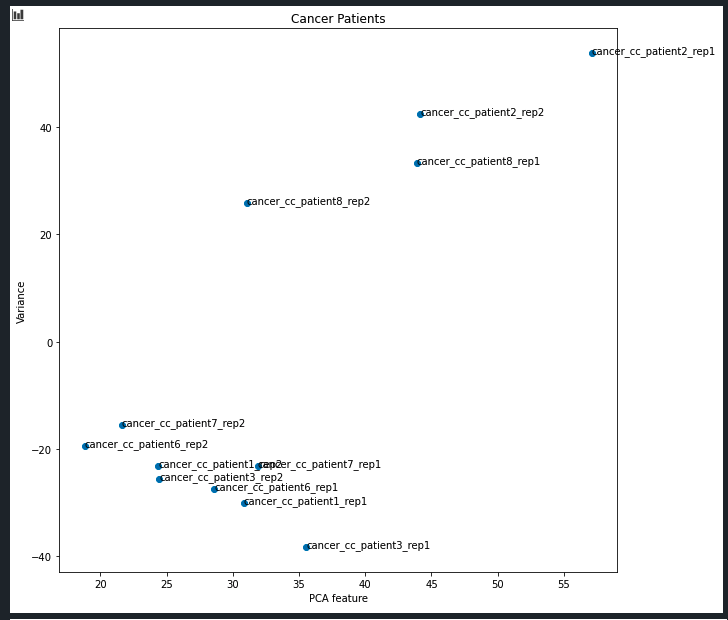 Cancer Patients
cancer_cc_patient2_rep1
cancer_cc_patient2_rep2
cancer_cc_patient8_rep1
cancer_cc_patient8_rep2
cancer_cc_patient7_rep2
cancer_cc_patient6_rep2
cancer_cc_patient1_rep2
cancer_cc_patient7_rep1
cancer_cc_patient3_rep2
cancer_cc_patient6_rep1
cancer_cc_patient1_rep1
cancer_cc_patient3_rep1
40
20
0
−20
−40
Variance
20 25 30 35 40 45 50 55
PCA feature